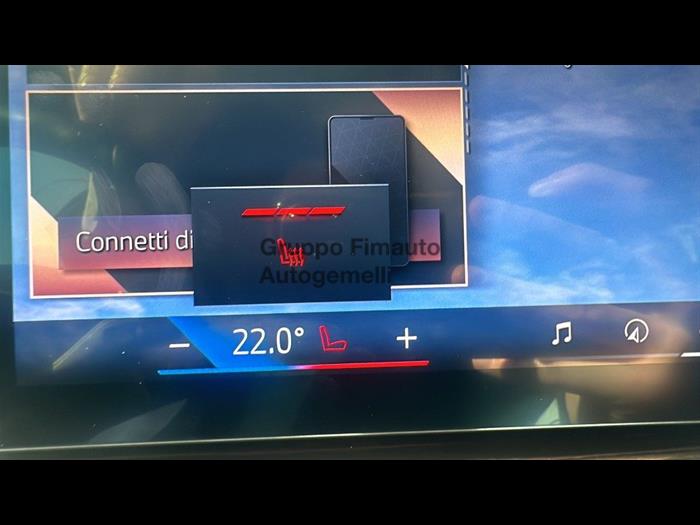 Connetti di
Gruppo Fimauto
Autogemelli
− 22.0° +